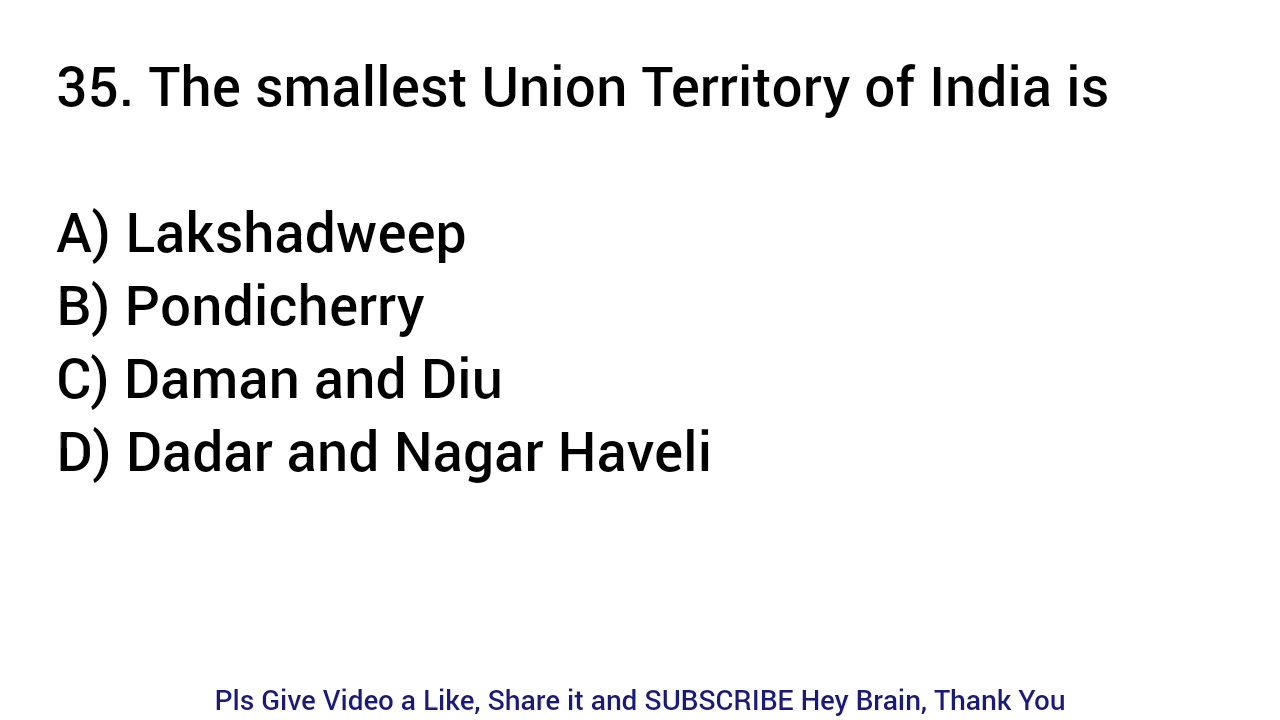 35. The smallest Union Territory of India is
A) Lakshadweep
B) Pondicherry
C) Daman and Diu
D) Dadar and Nagar Haveli
Pls Give Video a Like, Share it and SUBSCRIBE Hey Brain, Thank You